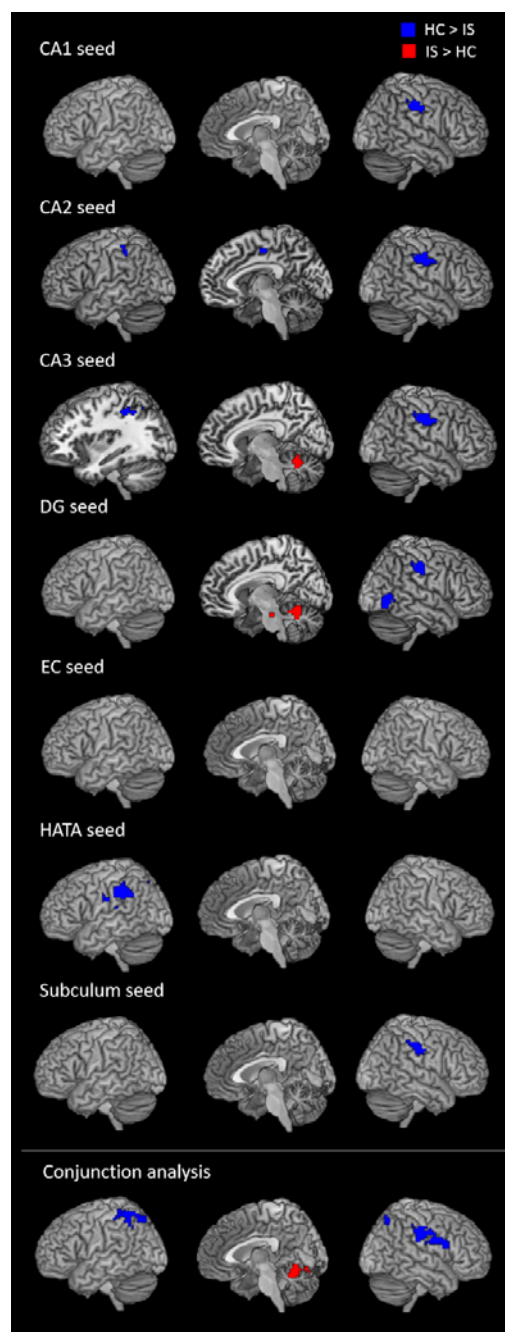 HC > IS
IS > HC
CA1 seed
CA2 seed
CA3 seed
DG seed
EC seed
HATA seed
Subculum seed
Conjunction analysis